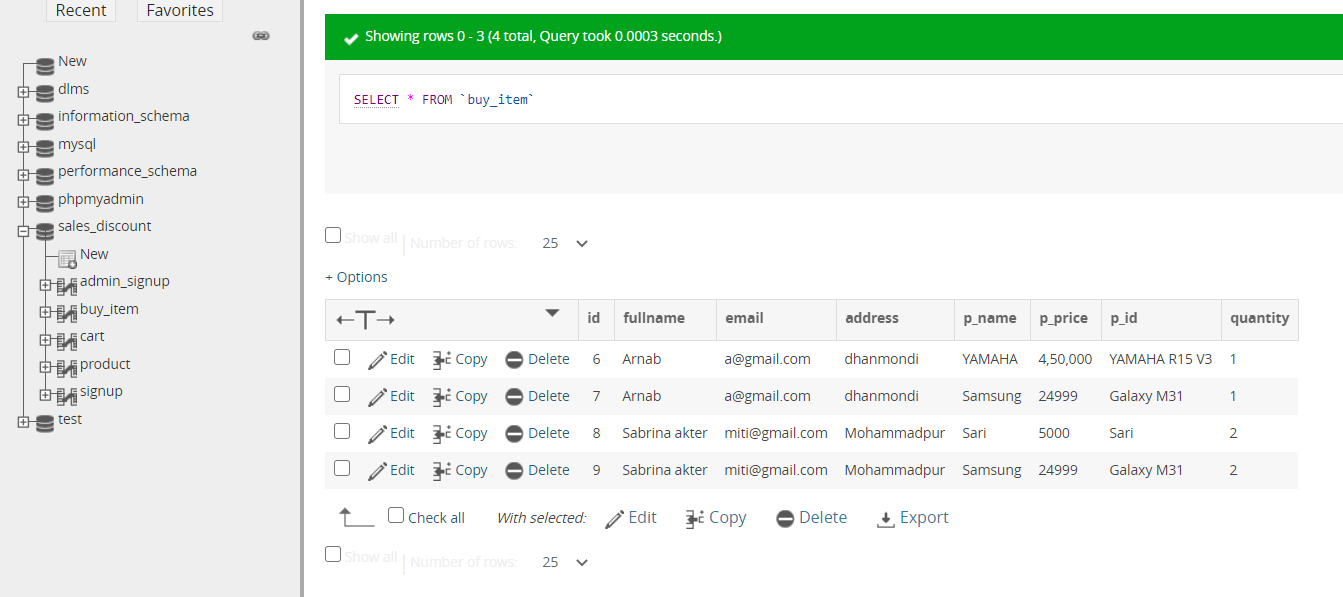 Recent Favorites
New
dlms
information_schema
mysql
performance_schema
phpmyadmin
sales_discount
New
admin_signup
buy_item
cart
product
signup
test
Showing rows 0 - 3 (4 total, Query took 0.0003 seconds.)
SELECT * FROM `buy_item`
Show all | Number of rows: 25
+ Options
←T→ id fullname email address p_name p_price p_id quantity
Edit Copy Delete 6 Arnab a@gmail.com dhanmondi YAMAHA 4,50,000 YAMAHA R15 V3 1
Edit Copy Delete 7 Arnab a@gmail.com dhanmondi Samsung 24999 Galaxy M31 1
Edit Copy Delete 8 Sabrina akter miti@gmail.com Mohammadpur Sari 5000 Sari 2
Edit Copy Delete 9 Sabrina akter miti@gmail.com Mohammadpur Samsung 24999 Galaxy M31 2
Check all With selected: Edit Copy Delete Export
Show all | Number of rows: 25